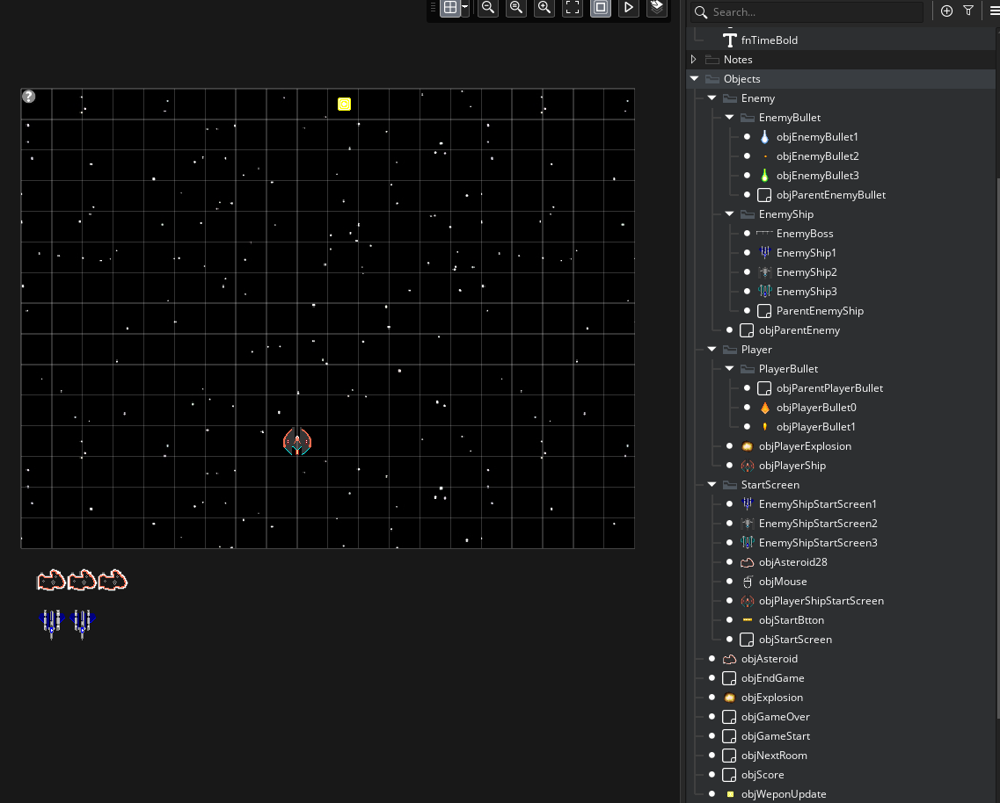 Search...
fnTimeBold
Notes
Objects
Enemy
EnemyBullet
objEnemyBullet1
objEnemyBullet2
objEnemyBullet3
objParentEnemyBullet
EnemyShip
EnemyBoss
EnemyShip1
EnemyShip2
EnemyShip3
ParentEnemyShip
objParentEnemy
Player
PlayerBullet
objParentPlayerBullet
objPlayerBullet0
objPlayerBullet1
objPlayerExplosion
objPlayerShip
StartScreen
EnemyShipStartScreen1
EnemyShipStartScreen2
EnemyShipStartScreen3
objAsteroid28
objMouse
objPlayerShipStartScreen
objStartBtton
objStartScreen
objAsteroid
objEndGame
objExplosion
objGameOver
objGameStart
objNextRoom
objScore
objWeponUpdate
?